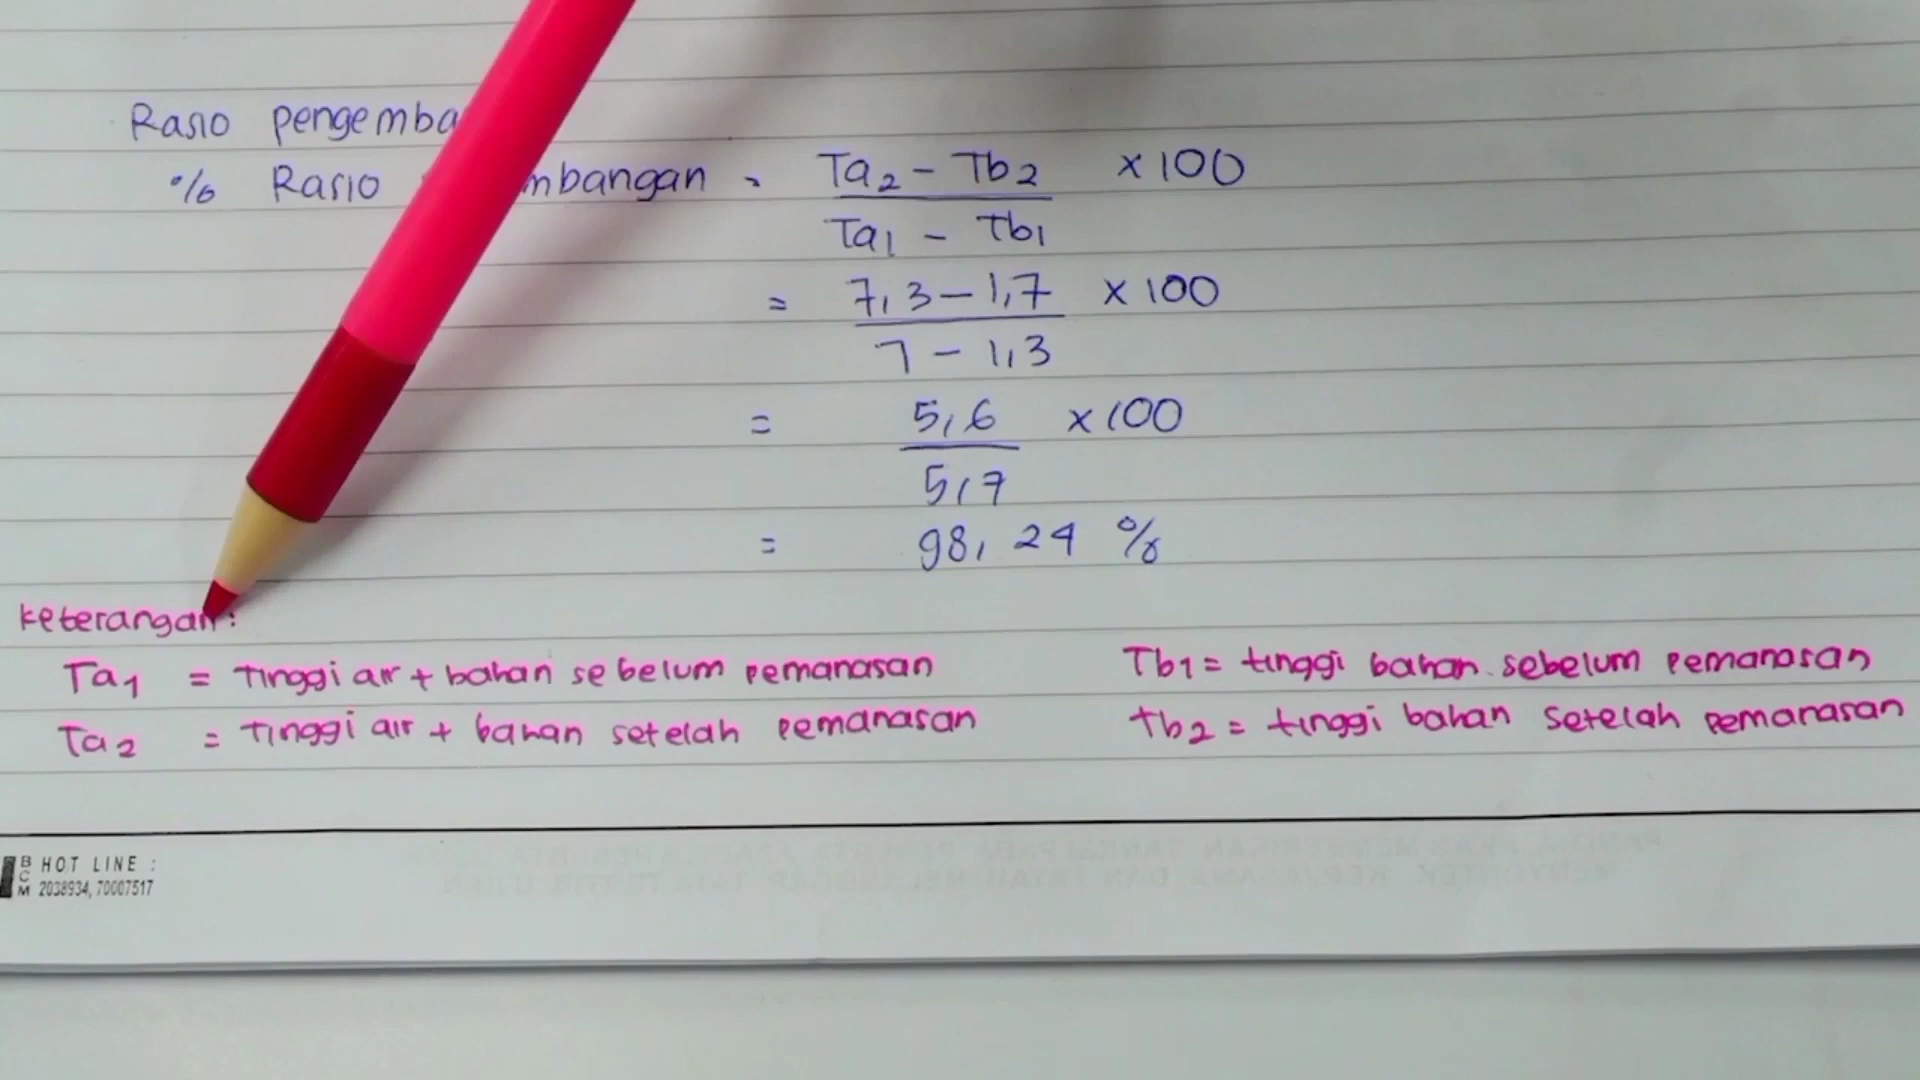 Rasio pengemba
% Rasio mbangan = Ta2 - Tb2 x 100
Ta1 - Tb1
= 7,3 - 1,7 x 100
7 - 1,3
= 5,6 x 100
5,7
= 98,24 %
Keterangan:
Ta1 = Tinggi air + bahan sebelum pemanasan
Tb1 = tinggi bahan sebelum pemanasan
Ta2 = Tinggi air + bahan setelah pemanasan
Tb2 = tinggi bahan setelah pemanasan
BCM HOT LINE :
2038934, 70007517